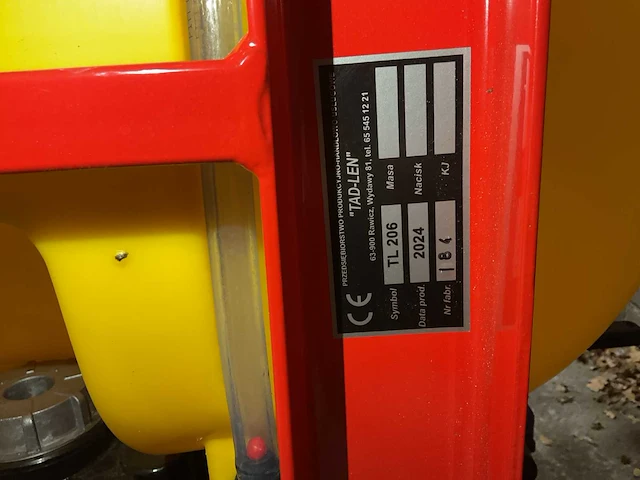 PRZEDSIĘBIORSTWO PRODUKCYJNO-HANDLOWO USŁUGOWE
"TAD-LEN"
63-900 Rawicz, Wydawy 81, tel. 65 545 12 21
CE
Symbol TL 206 Masa
Data prod. 2024 Nacisk
Nr fabr. 184 KJ